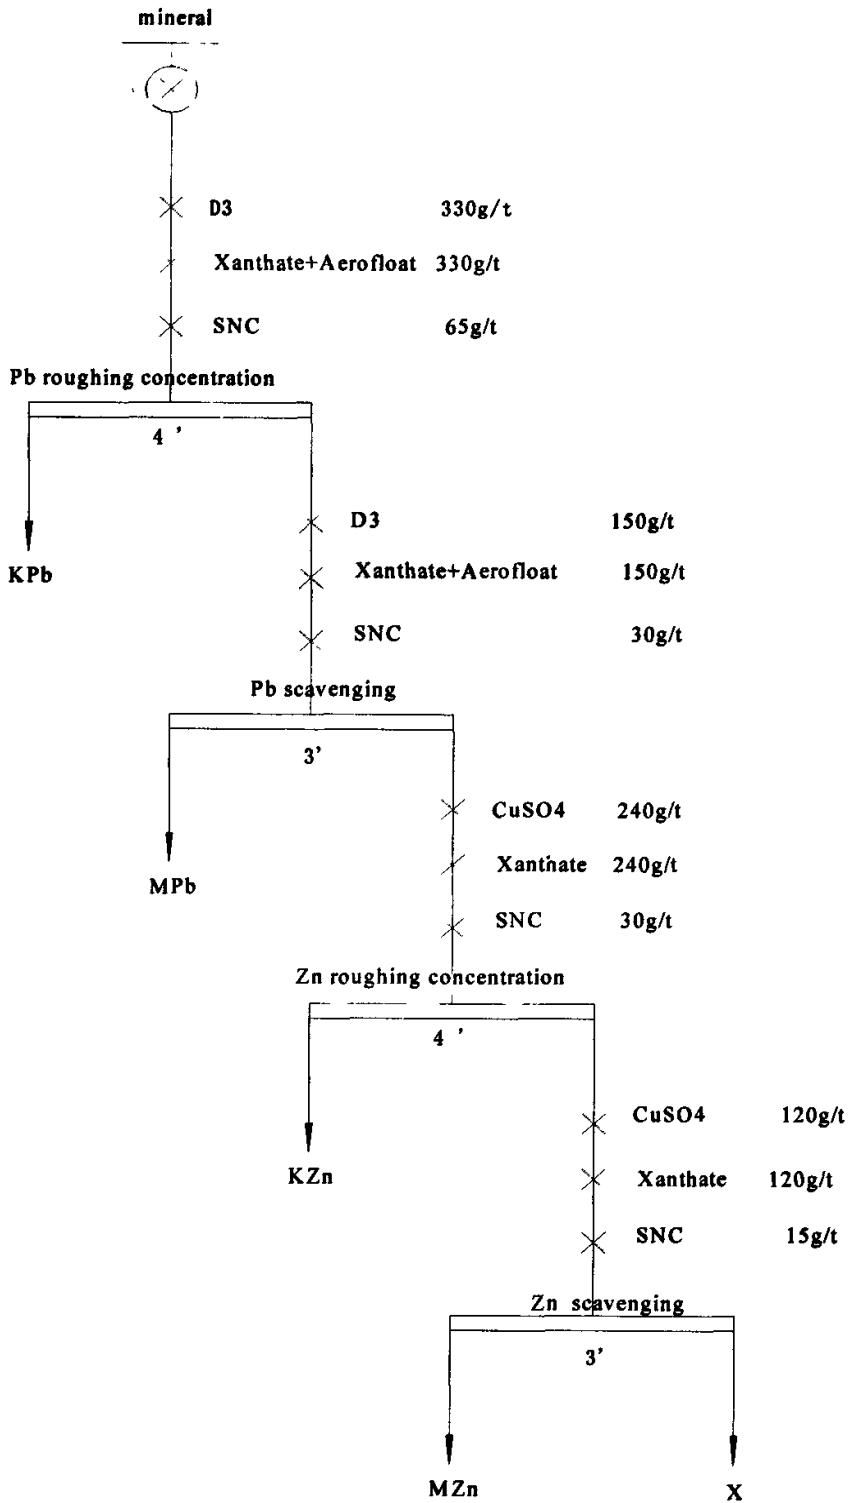 mineral
D3 330g/t
Xanthate+Aerofloat 330g/t
SNC 65g/t
Pb roughing concentration
4 '
KPb
D3 150g/t
Xanthate+Aerofloat 150g/t
SNC 30g/t
Pb scavenging
3'
MPb
CuSO4 240g/t
Xanthate 240g/t
SNC 30g/t
Zn roughing concentration
4 '
KZn
CuSO4 120g/t
Xanthate 120g/t
SNC 15g/t
Zn scavenging
3'
MZn
X